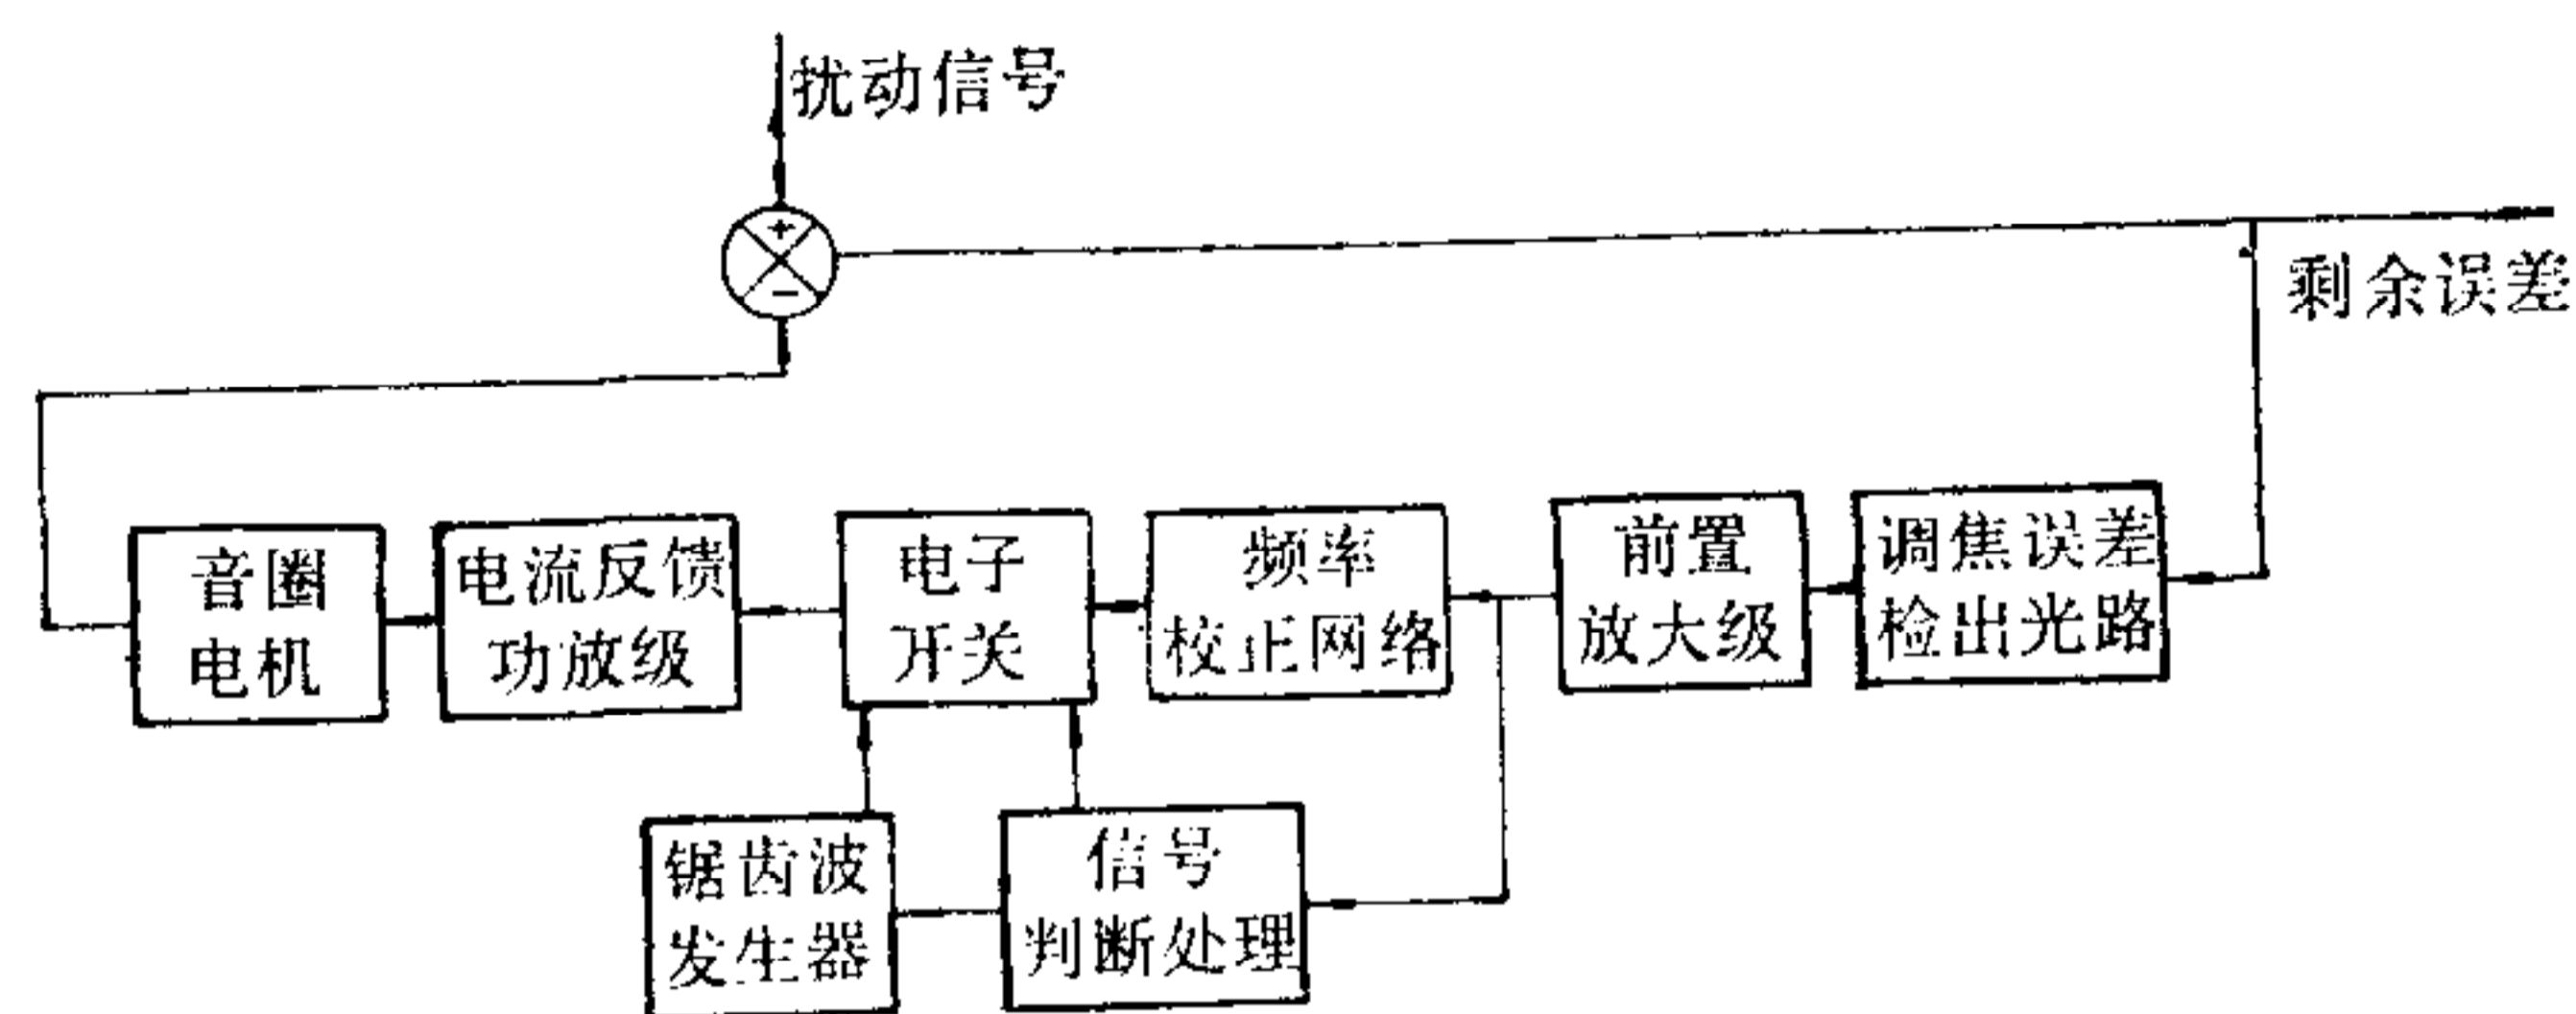 扰动信号
+
−
剩余误差
音圈
电机
电流反馈
功放级
电子
开关
频率
校正网络
前置
放大级
调焦误差
检出光路
锯齿波
发生器
信号
判断处理